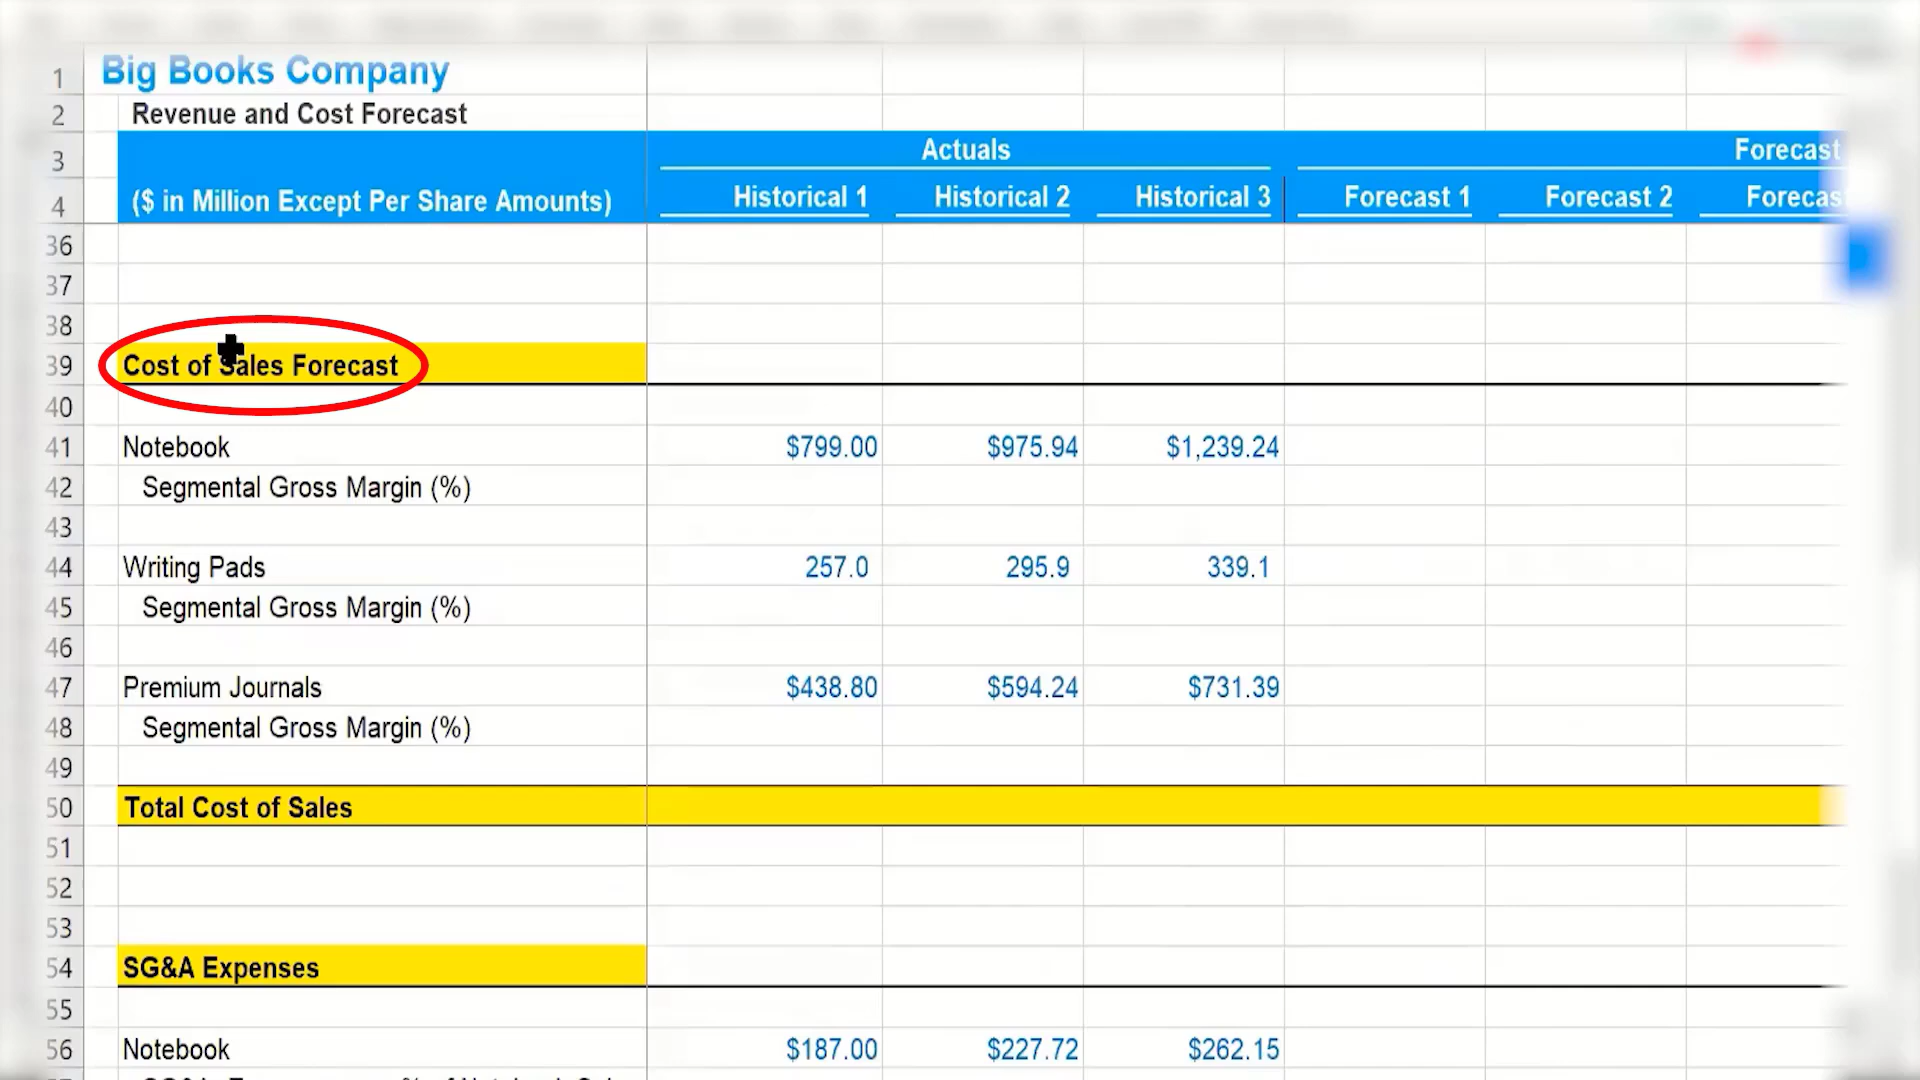 1 Big Books Company
2 Revenue and Cost Forecast
3 Actuals Forecast
4 ($ in Million Except Per Share Amounts) Historical 1 Historical 2 Historical 3 Forecast 1 Forecast 2 Forecas
36
37
38
39 Cost of Sales Forecast
40
41 Notebook $799.00 $975.94 $1,239.24
42 Segmental Gross Margin (%)
43
44 Writing Pads 257.0 295.9 339.1
45 Segmental Gross Margin (%)
46
47 Premium Journals $438.80 $594.24 $731.39
48 Segmental Gross Margin (%)
49
50 Total Cost of Sales
51
52
53
54 SG&A Expenses
55
56 Notebook $187.00 $227.72 $262.15